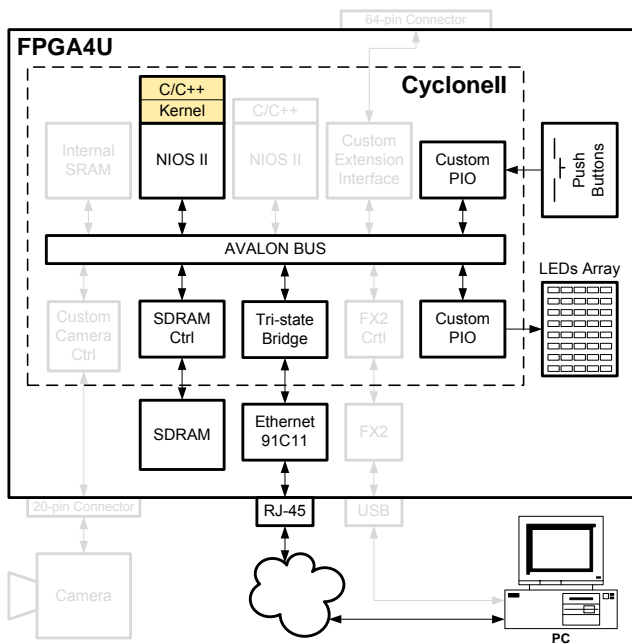 64-pin Connector
FPGA4U
CycloneII
C/C++
Kernel
NIOS II
Internal
SRAM
C/C++
NIOS II
Custom
Extension
Interface
Custom
PIO
Push
Buttons
AVALON BUS
LEDs Array
Custom
Camera
Ctrl
SDRAM
Ctrl
Tri-state
Bridge
FX2
Crtl
Custom
PIO
SDRAM
Ethernet
91C11
FX2
20-pin Connector
RJ-45
USB
Camera
PC